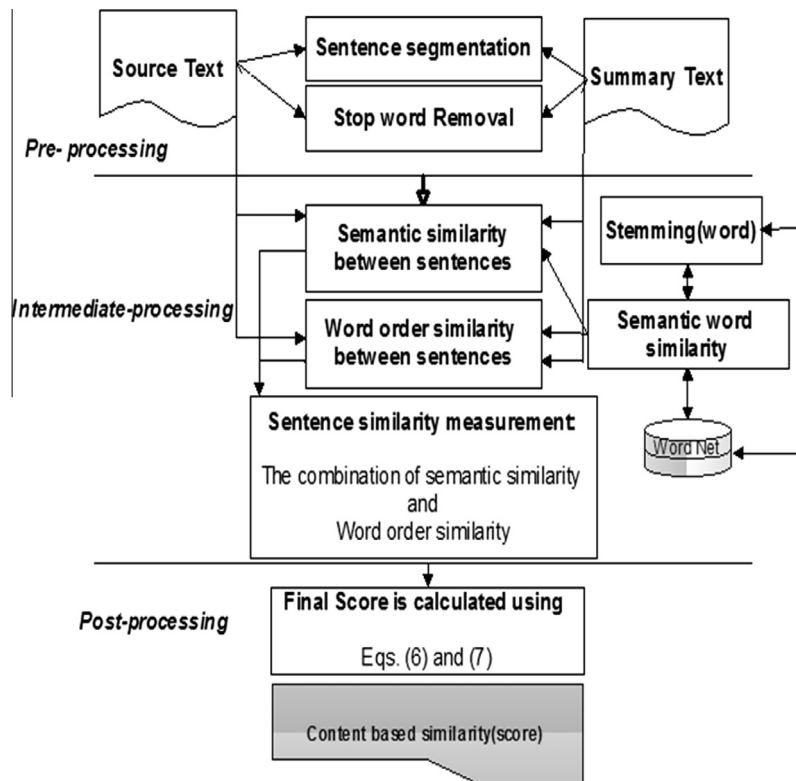 Source Text
Sentence segmentation
Summary Text
Stop word Removal
Pre- processing
Semantic similarity
between sentences
Stemming(word)
Intermediate-processing
Word order similarity
between sentences
Semantic word
similarity
Word Net
Sentence similarity measurement:
The combination of semantic similarity
and
Word order similarity
Post-processing
Final Score is calculated using
Eqs. (6) and (7)
Content based similarity(score)